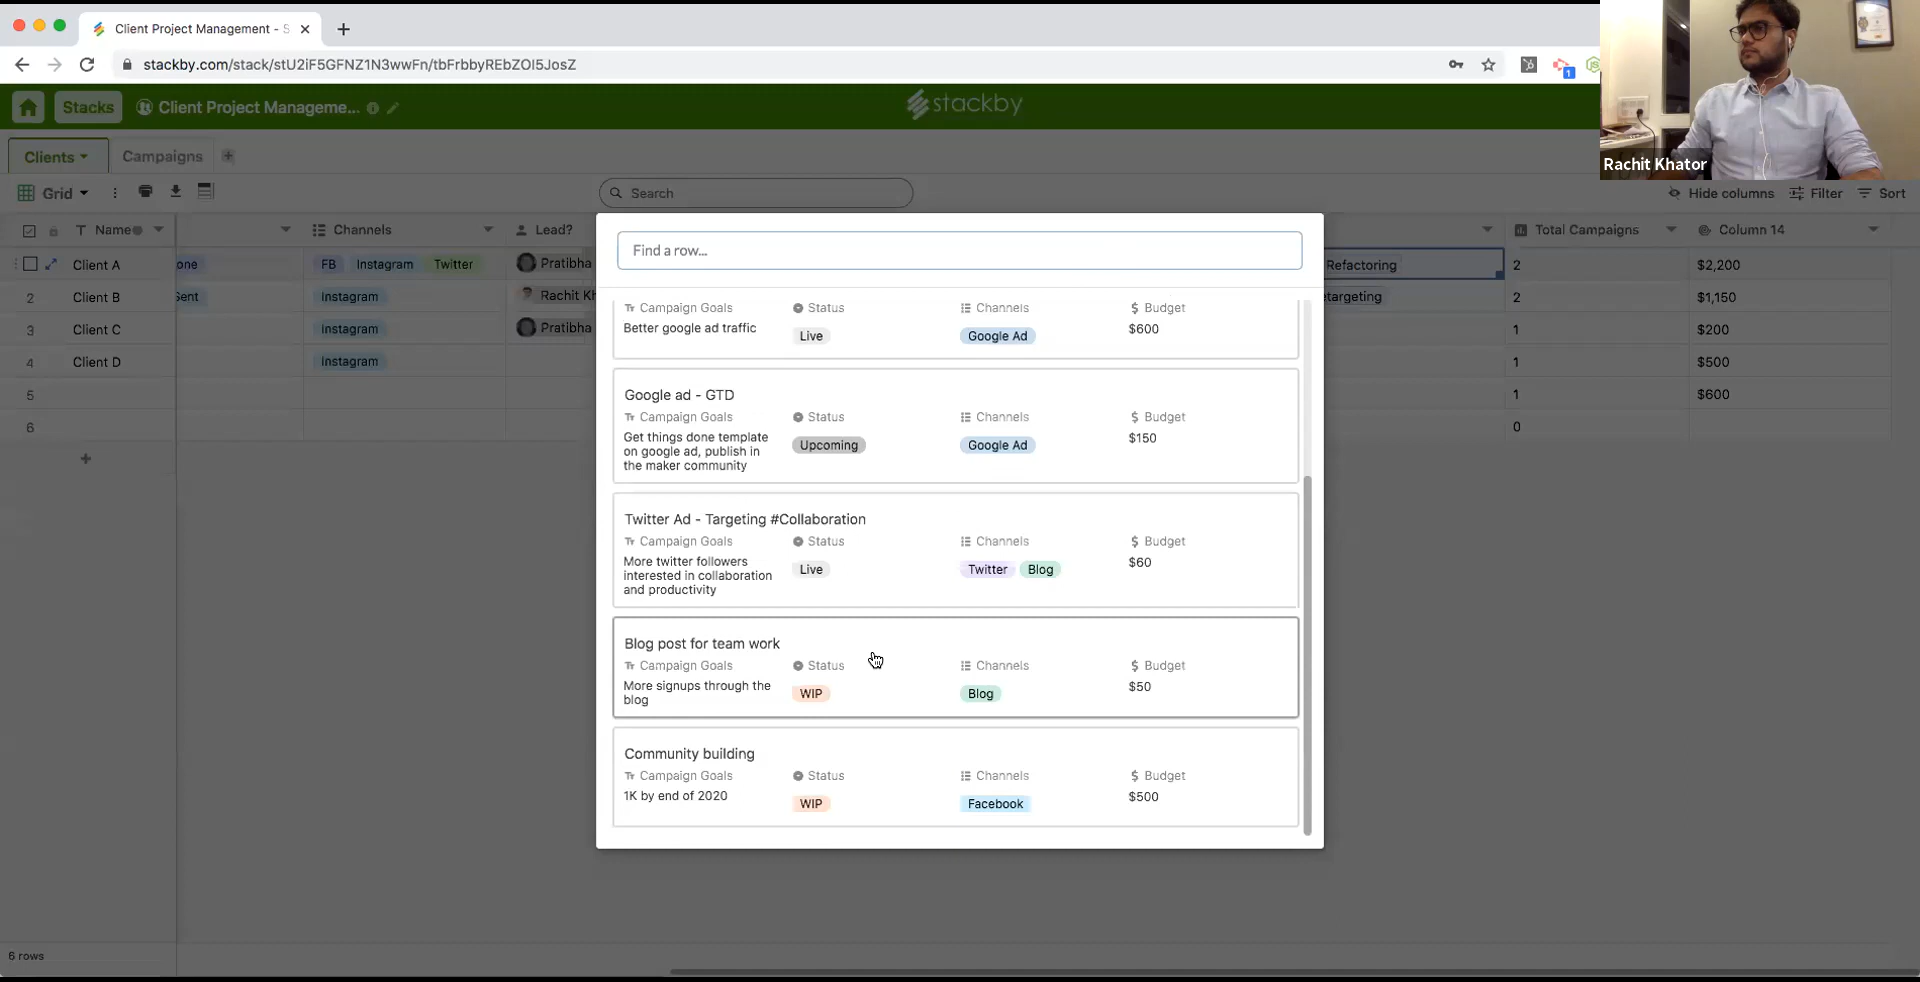 Client Project Management - S
stackby.com/stack/stU2iF5GFNZ1N3wwFn/tbFrbbyREbZOl5JosZ
1
Stacks
Client Project Manageme...
stackby
Rachit Khator
Clients
Campaigns
Grid
Search
Hide columns
Filter
Sort
Name
Channels
Lead?
Total Campaigns
Column 14
Client A
one
FB Instagram Twitter
Pratibha
Refactoring
2
$2,200
2
Client B
Sent
Instagram
Rachit Kh
etargeting
2
$1,150
3
Client C
Instagram
Pratibha
1
$200
4
Client D
Instagram
1
$500
5
1
$600
6
0
6 rows
Find a row...
Campaign Goals Status Channels Budget
Better google ad traffic Live Google Ad $600
Google ad - GTD
Campaign Goals Status Channels $ Budget
Get things done template
on google ad, publish in
the maker community
Upcoming
Google Ad
$150
Twitter Ad - Targeting #Collaboration
Campaign Goals Status Channels $ Budget
More twitter followers
interested in collaboration
and productivity
Live
Twitter Blog
$60
Blog post for team work
Campaign Goals Status Channels $ Budget
More signups through the
blog
WIP
Blog
$50
Community building
Campaign Goals Status Channels $ Budget
1K by end of 2020
WIP
Facebook
$500